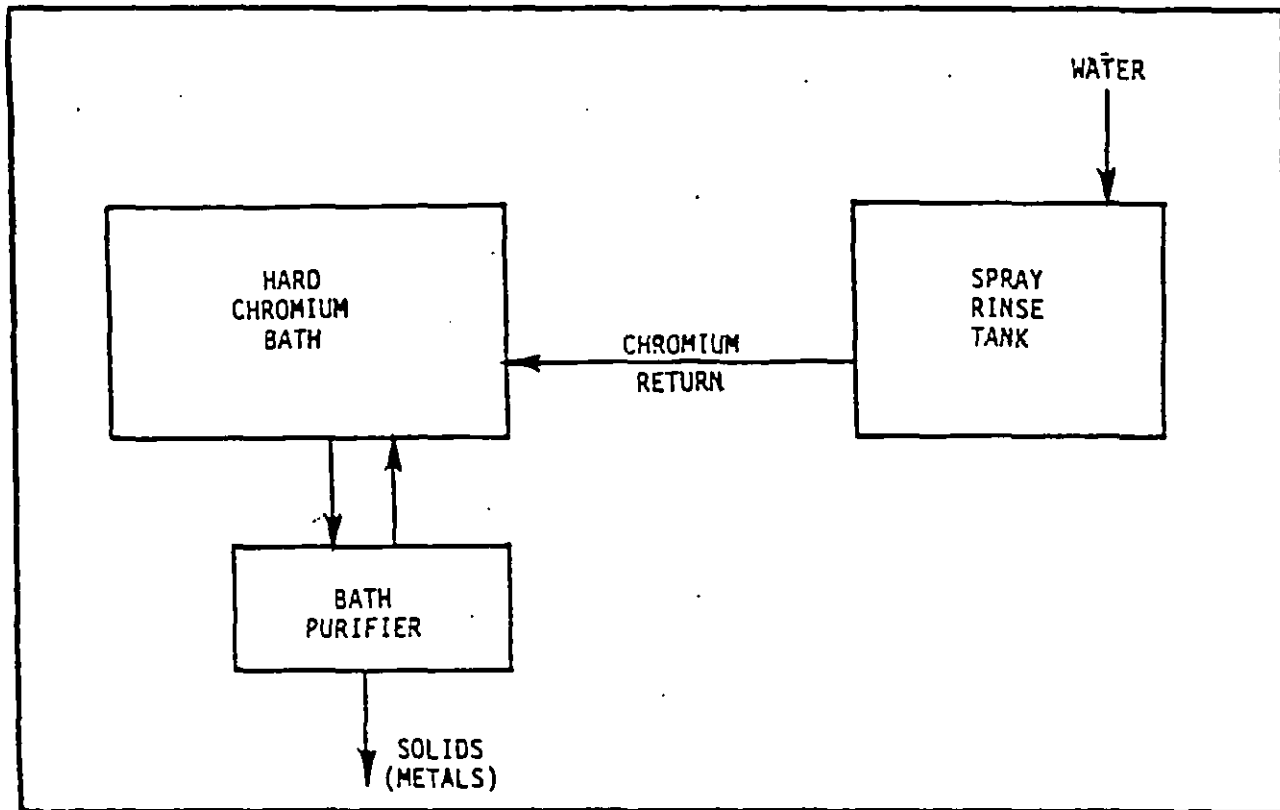 WATER
HARD
CHROMIUM
BATH
SPRAY
RINSE
TANK
CHROMIUM
RETURN
BATH
PURIFIER
SOLIDS
(METALS)